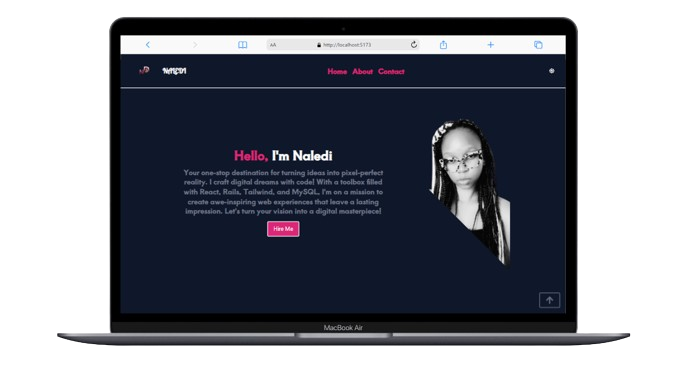 AA http://localhost:5173
NALEDI
Home About Contact
Hello, I'm Naledi
Your one-stop destination for turning ideas into pixel-perfect
reality. I craft digital dreams with code! With a toolbox filled
with React, Rails, Tailwind, and MySQL, I'm on a mission to
create awe-inspiring web experiences that leave a lasting
impression. Let's turn your vision into a digital masterpiece!
Hire Me
MacBook Air